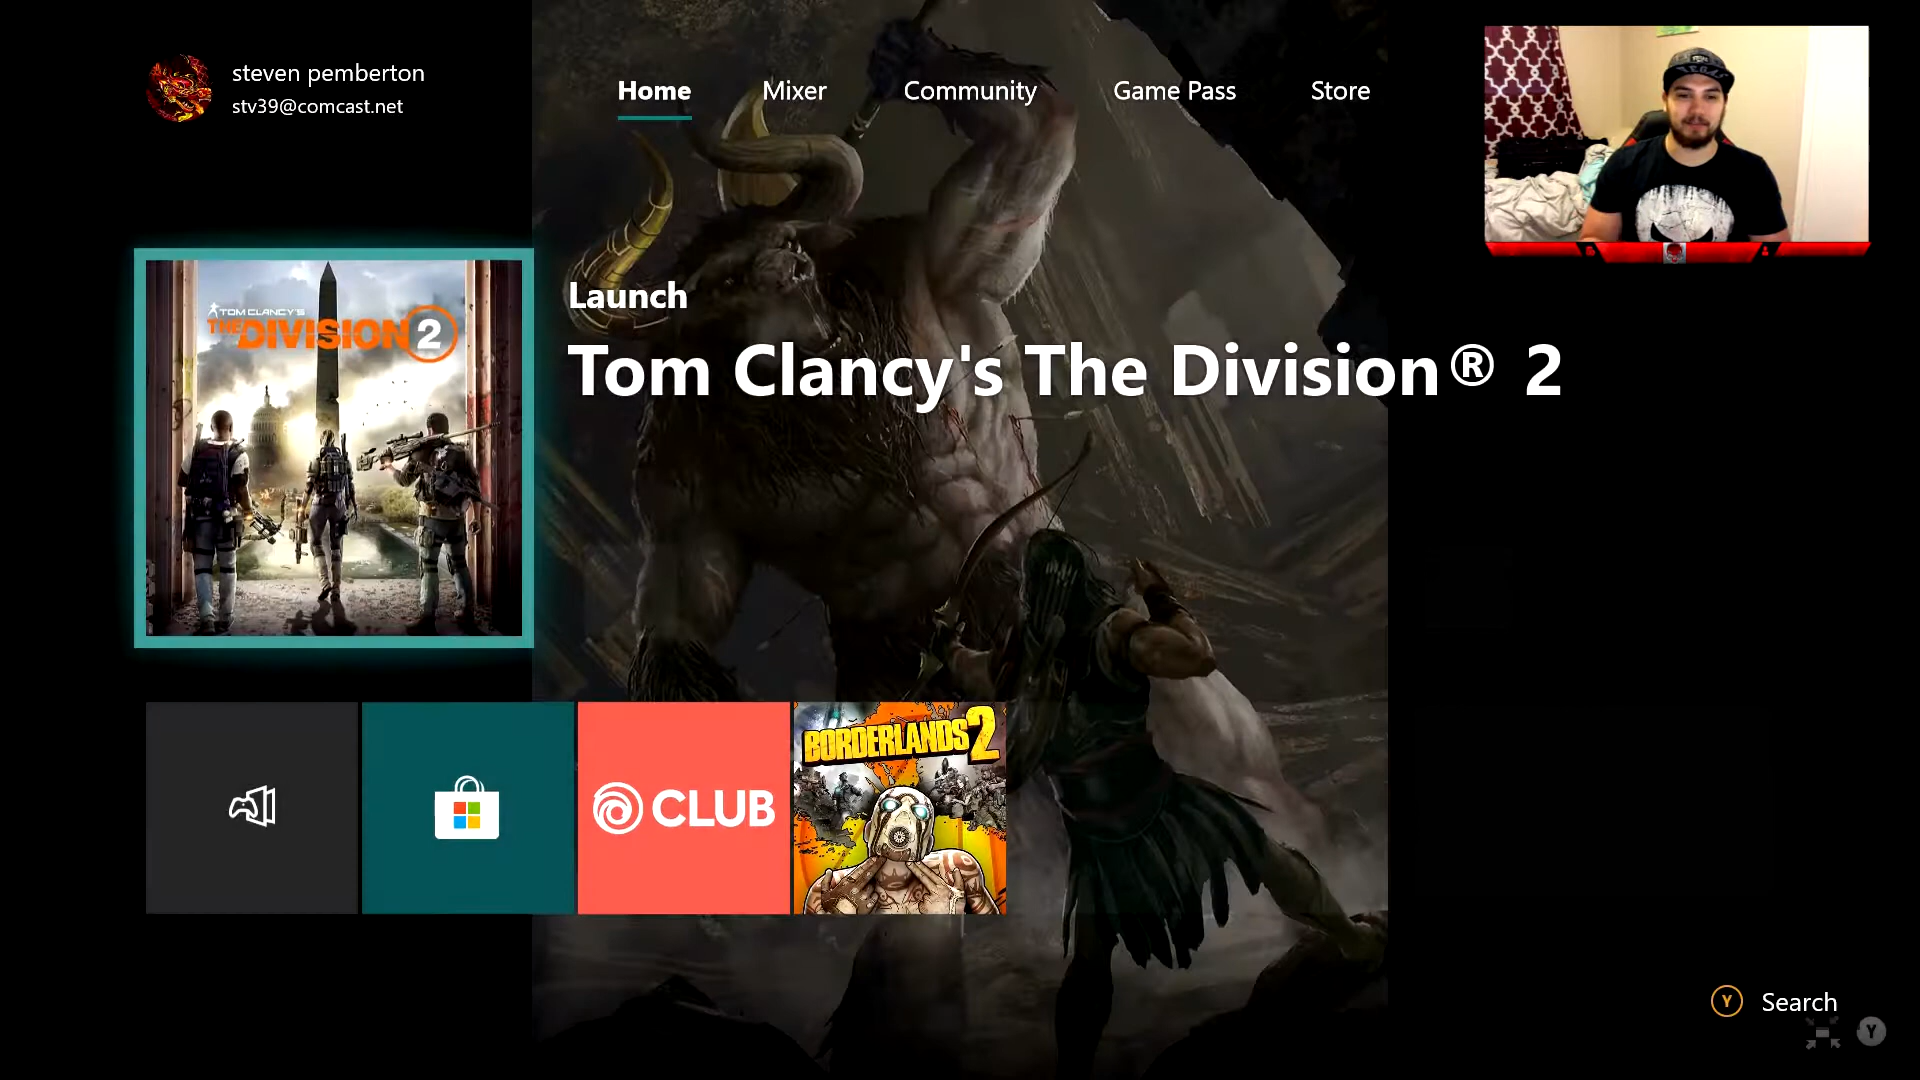 steven pemberton
stv39@comcast.net
Home
Mixer
Community
Game Pass
Store
TOM CLANCY'S
THE DIVISION 2
Launch
Tom Clancy's The Division® 2
CLUB
BORDERLANDS 2
Y Search
Y